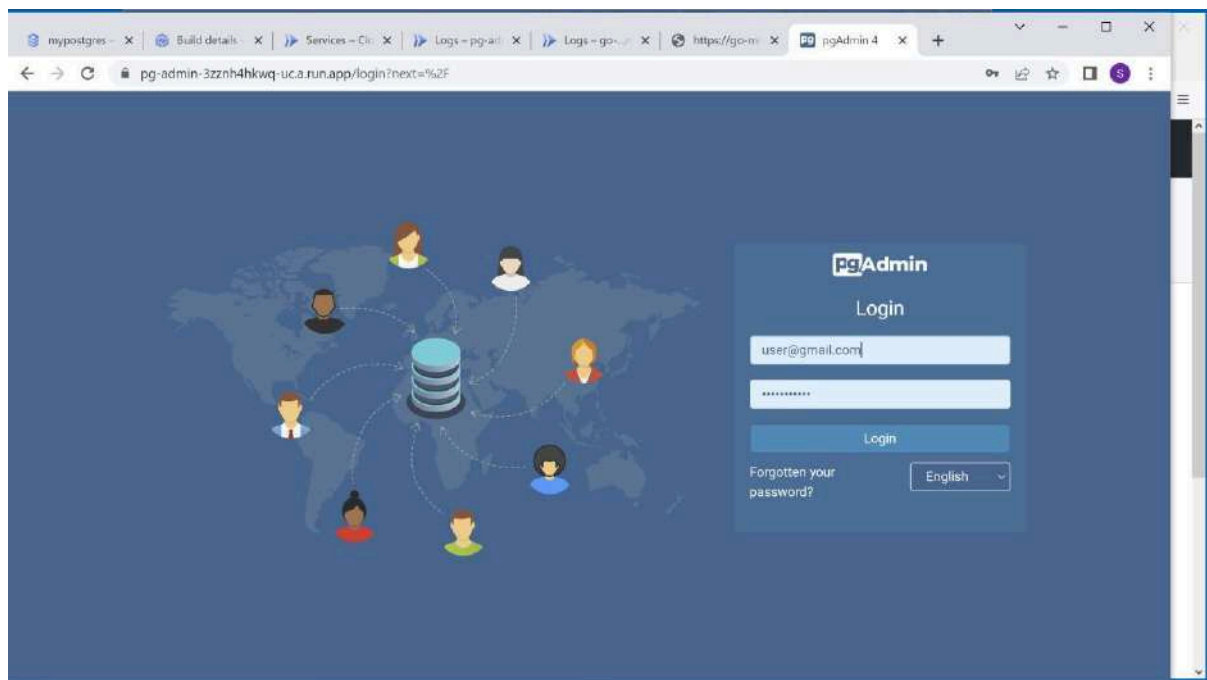 mypostgres –
Build details
Services – Clo
Logs – pg-ad
Logs – go-
https://go-m
pgAdmin 4
pg-admin-3zznh4hkwq-uc.a.run.app/login?next=%2F
S
pgAdmin
Login
user@gmail.com
Login
Forgotten your
password?
English